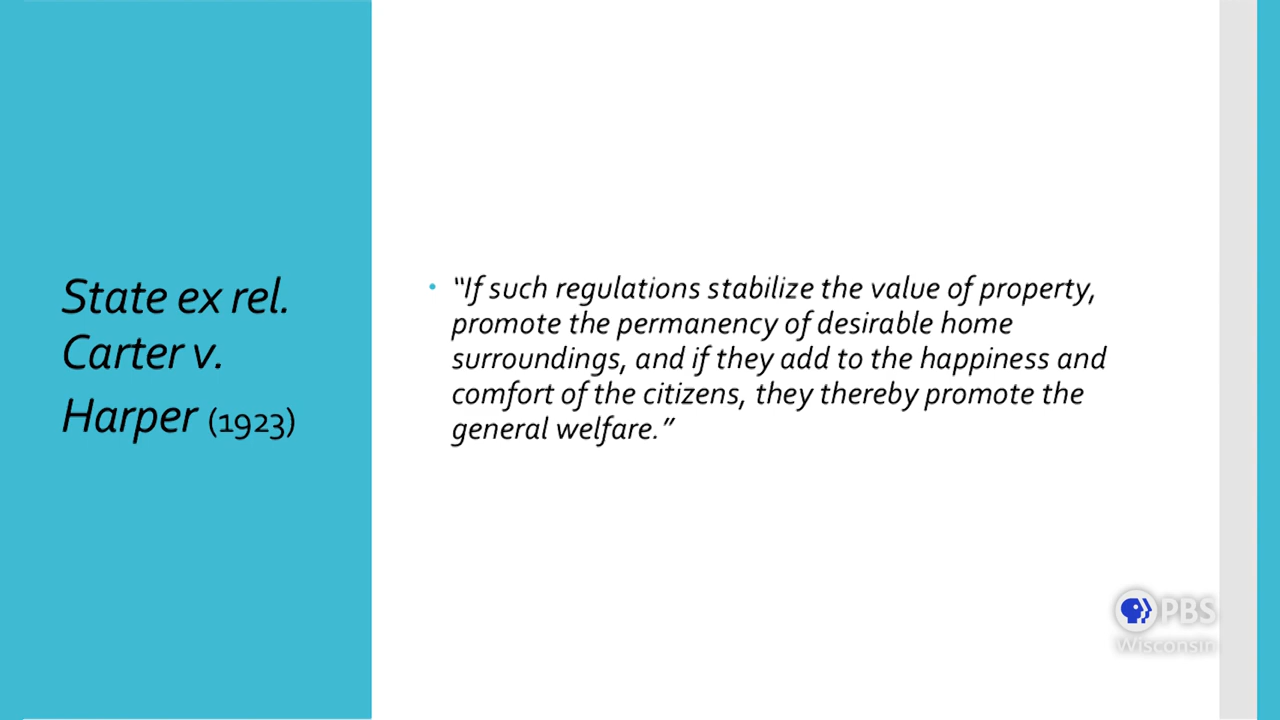 State ex rel.
Carter v.
Harper (1923)
• “If such regulations stabilize the value of property,
promote the permanency of desirable home
surroundings, and if they add to the happiness and
comfort of the citizens, they thereby promote the
general welfare.”
PBS
Wisconsin